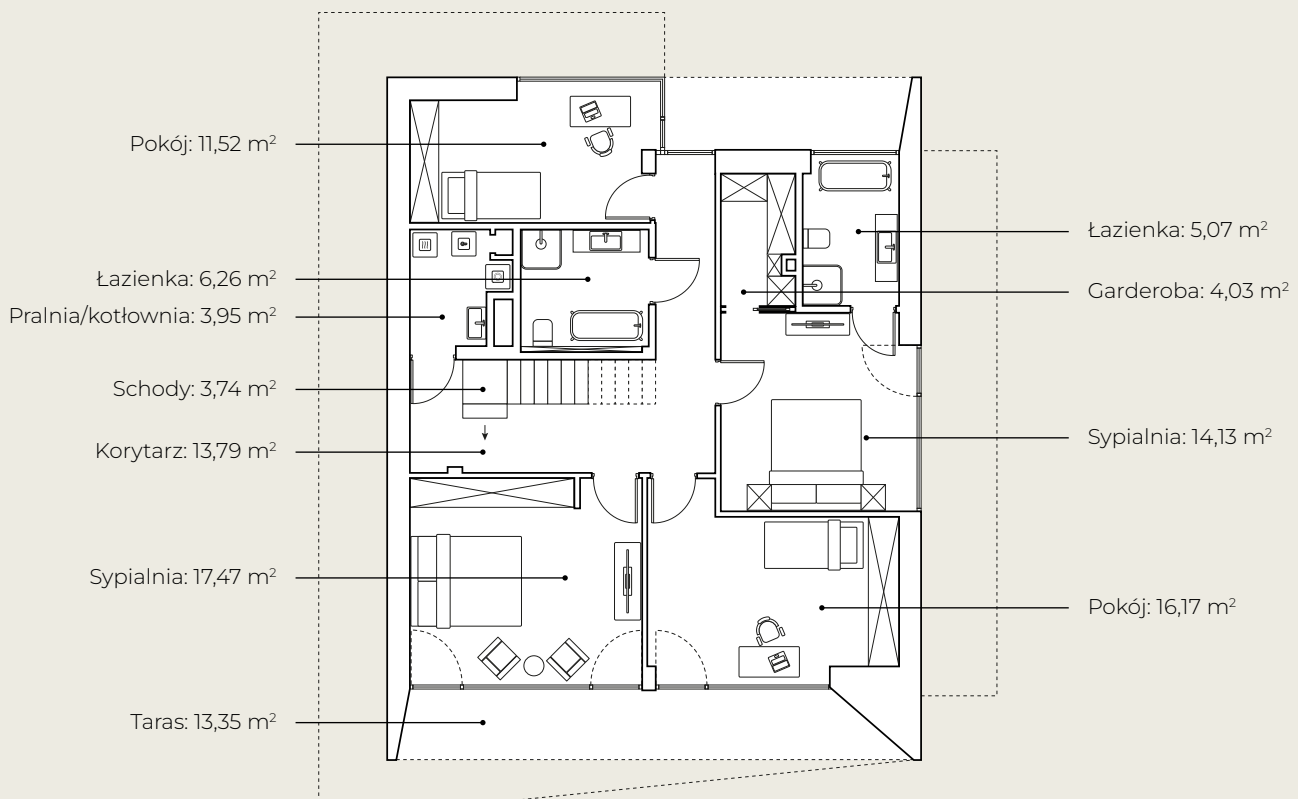 Pokój: 11,52 m²
Łazienka: 6,26 m²
Pralnia/kotłownia: 3,95 m²
Schody: 3,74 m²
Korytarz: 13,79 m²
Sypialnia: 17,47 m²
Taras: 13,35 m²
Łazienka: 5,07 m²
Garderoba: 4,03 m²
Sypialnia: 14,13 m²
Pokój: 16,17 m²